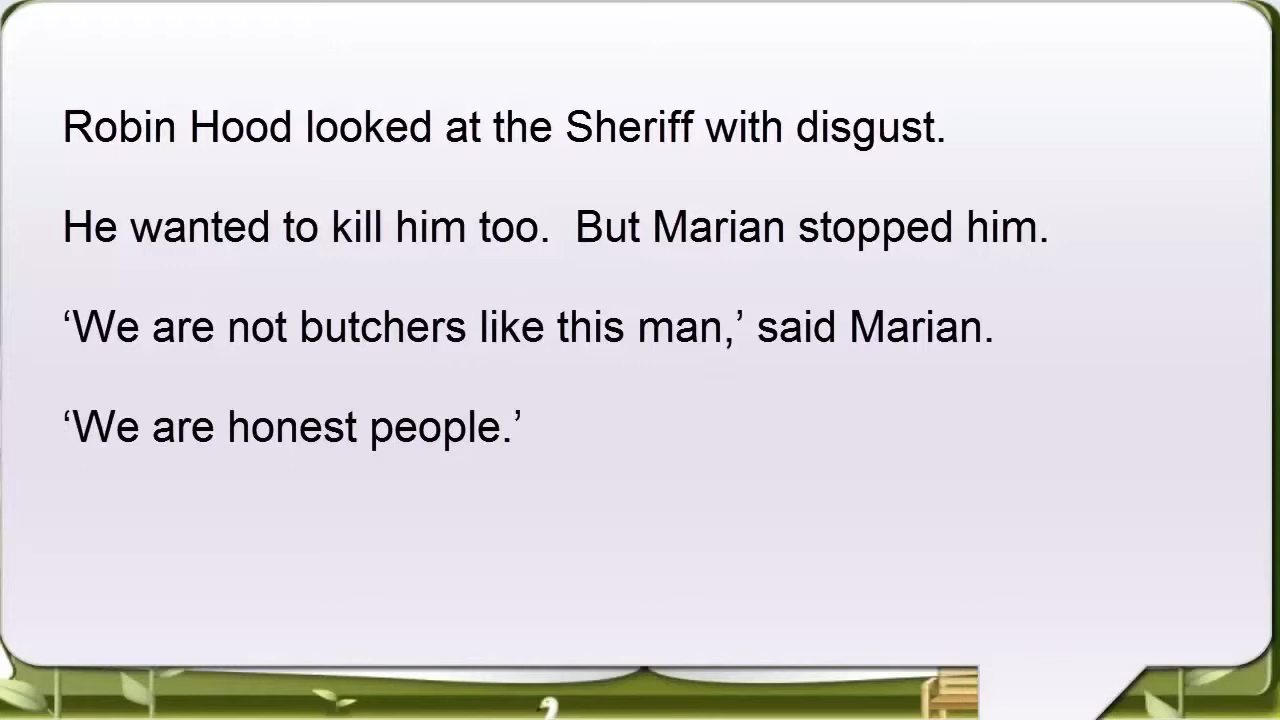 Robin Hood looked at the Sheriff with disgust.
He wanted to kill him too.  But Marian stopped him.
‘We are not butchers like this man,’ said Marian.
‘We are honest people.’